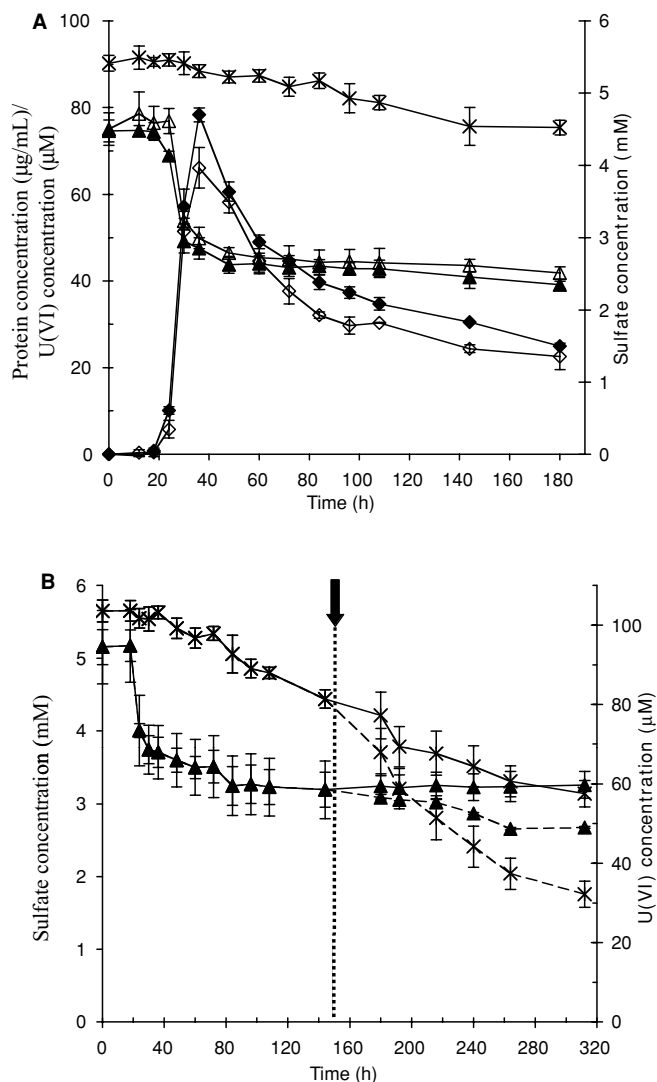 A
Protein concentration (µg/mL)/
U(VI) concentration (µM)
100
80
60
40
20
0
6
5
4
3
2
1
0
Sulfate concentration (mM)
0 20 40 60 80 100 120 140 160 180
Time (h)
B
Sulfate concentration (mM)
6
5
4
3
2
1
0
100
80
60
40
20
0
U(VI) concentration (µM)
0 40 80 120 160 200 240 280 320
Time (h)